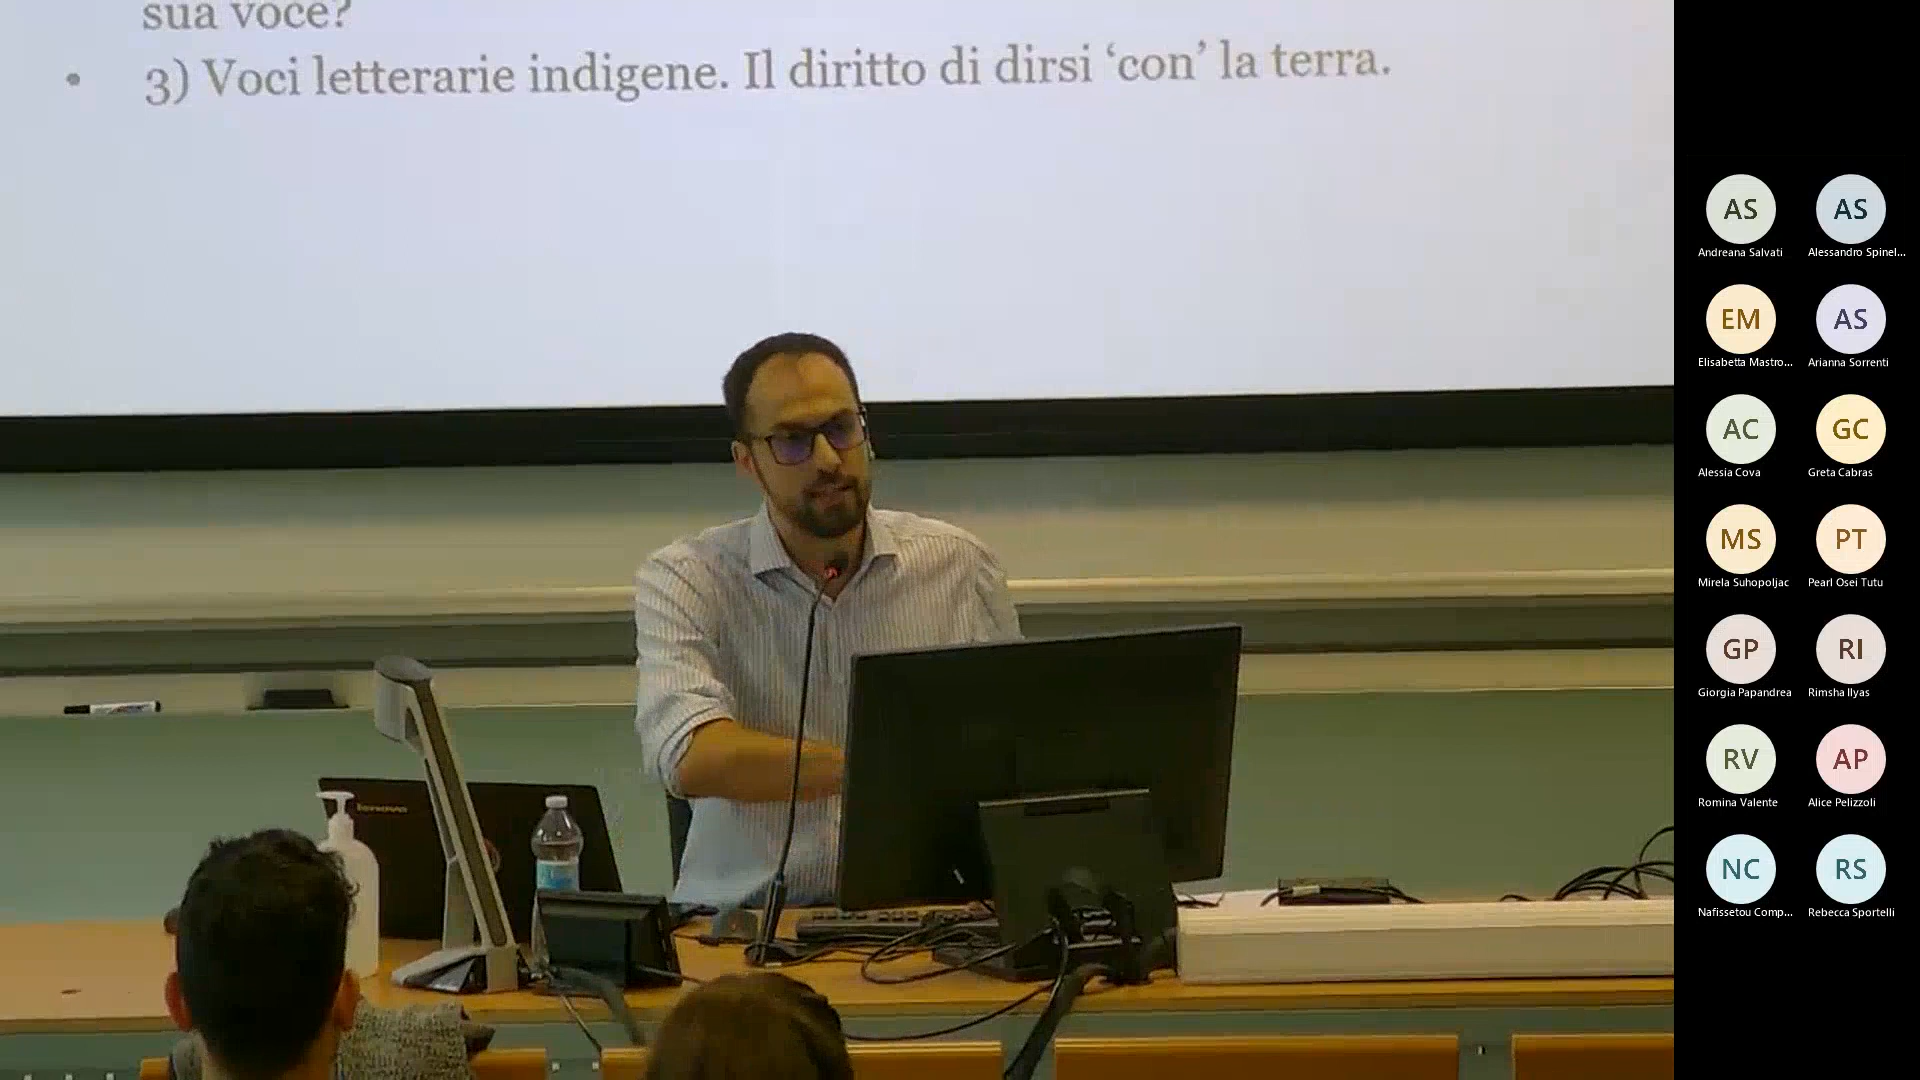 sua voce?
• 3) Voci letterarie indigene. Il diritto di dirsi ‘con’ la terra.
lenovo
AS
Andreana Salvati
AS
Alessandro Spinel...
EM
Elisabetta Mastro...
AS
Arianna Sorrenti
AC
Alessia Cova
GC
Greta Cabras
MS
Mirela Suhopoljac
PT
Pearl Osei Tutu
GP
Giorgia Papandrea
RI
Rimsha Ilyas
RV
Romina Valente
AP
Alice Pelizzoli
NC
Nafissetou Comp...
RS
Rebecca Sportelli